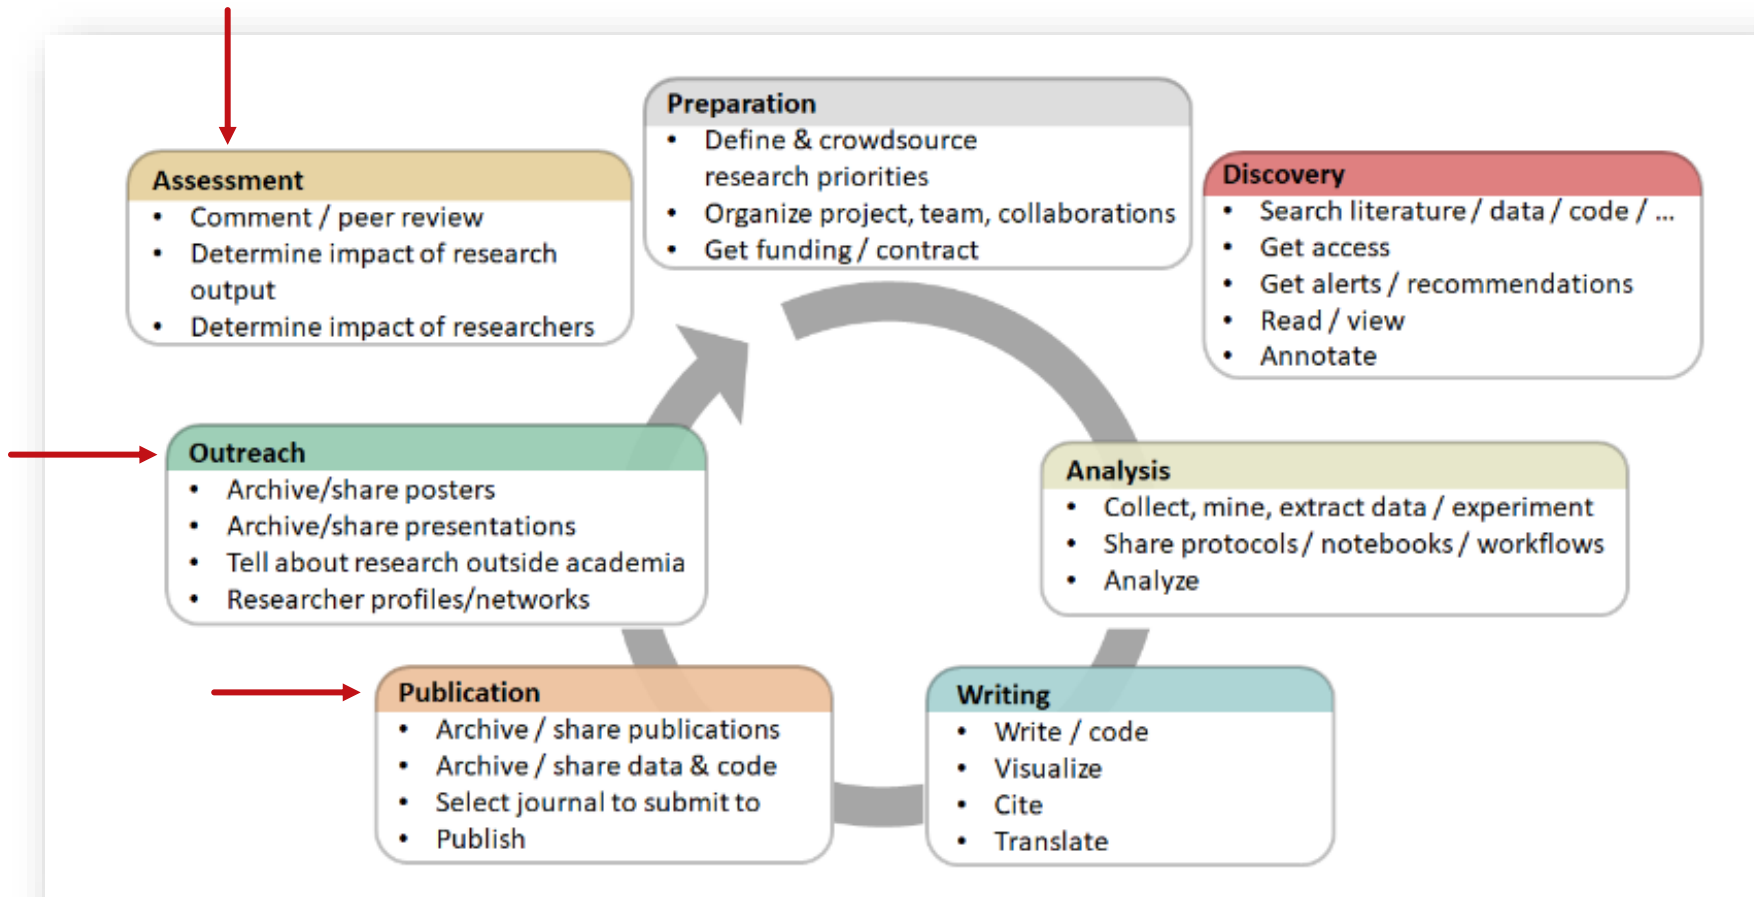 Preparation
• Define & crowdsource
research priorities
• Organize project, team, collaborations
• Get funding / contract
Discovery
• Search literature / data / code / ...
• Get access
• Get alerts / recommendations
• Read / view
• Annotate
Analysis
• Collect, mine, extract data / experiment
• Share protocols / notebooks / workflows
• Analyze
Writing
• Write / code
• Visualize
• Cite
• Translate
Publication
• Archive / share publications
• Archive / share data & code
• Select journal to submit to
• Publish
Outreach
• Archive/share posters
• Archive/share presentations
• Tell about research outside academia
• Researcher profiles/networks
Assessment
• Comment / peer review
• Determine impact of research
output
• Determine impact of researchers